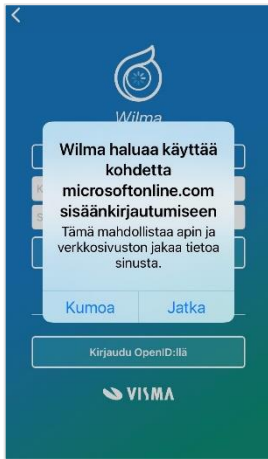 Wilma
Wilma haluaa käyttää
kohdetta
microsoftonline.com
sisäänkirjautumiseen
Tämä mahdollistaa apin ja
verkkosivuston jakaa tietoa
sinusta.
K
S
Kumoa Jatka
Kirjaudu OpenID:llä
VISMA